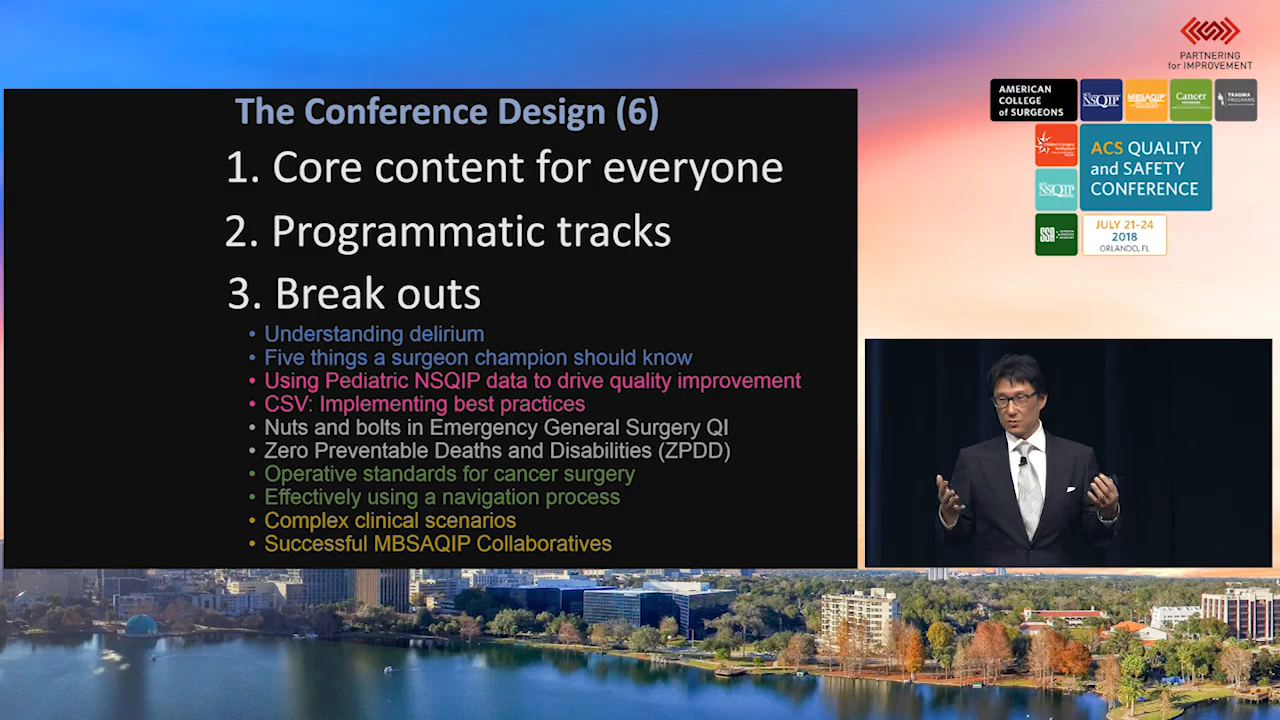 The Conference Design (6)
1. Core content for everyone
2. Programmatic tracks
3. Break outs
• Understanding delirium
• Five things a surgeon champion should know
• Using Pediatric NSQIP data to drive quality improvement
• CSV: Implementing best practices
• Nuts and bolts in Emergency General Surgery QI
• Zero Preventable Deaths and Disabilities (ZPDD)
• Operative standards for cancer surgery
• Effectively using a navigation process
• Complex clinical scenarios
• Successful MBSAQIP Collaboratives
PARTNERING
for IMPROVEMENT
AMERICAN
COLLEGE
of SURGEONS
NSQIP
MBSAQIP
Cancer
PROGRAMS
TRAUMA
PROGRAMS
Children's Surgery
Verification
NSQIP
SSR
ACS QUALITY
and SAFETY
CONFERENCE
JULY 21-24
2018
ORLANDO, FL